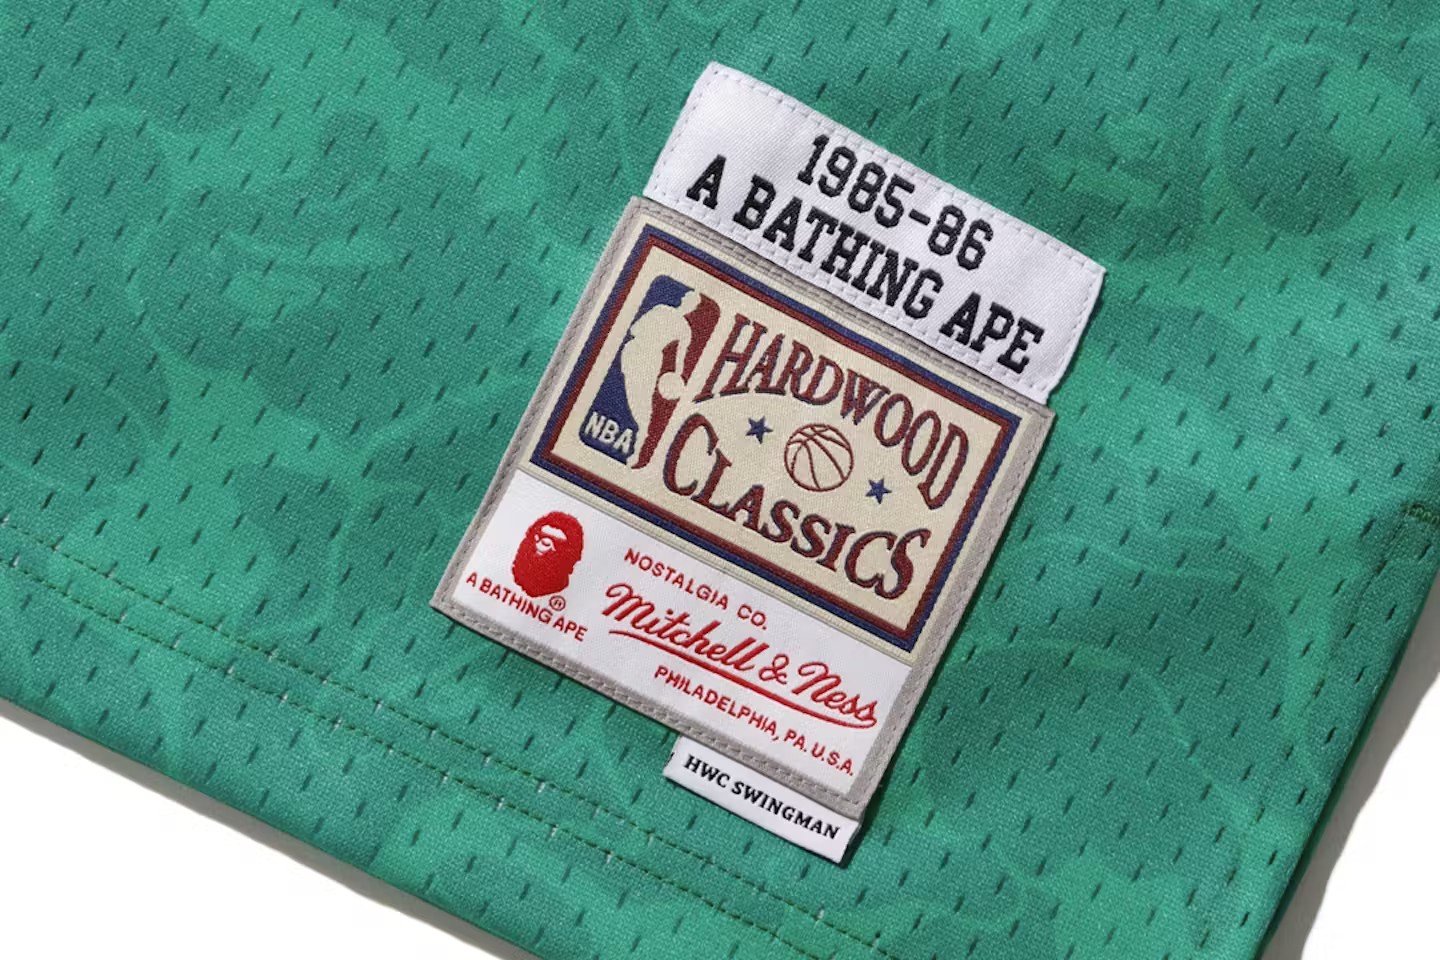 1985-86
A BATHING APE
NBA
HARDWOOD
CLASSICS
A BATHING APE®
NOSTALGIA CO.
Mitchell & Ness
PHILADELPHIA, PA. U.S.A.
HWC SWINGMAN